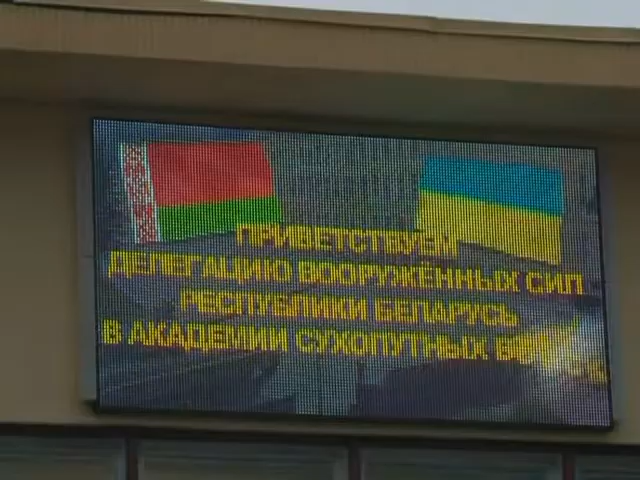 ПРИВЕТСТВУЕМ
ДЕЛЕГАЦИЮ ВООРУЖЁННЫХ СИЛ
РЕСПУБЛИКИ БЕЛАРУСЬ
В АКАДЕМИИ СУХОПУТНЫХ